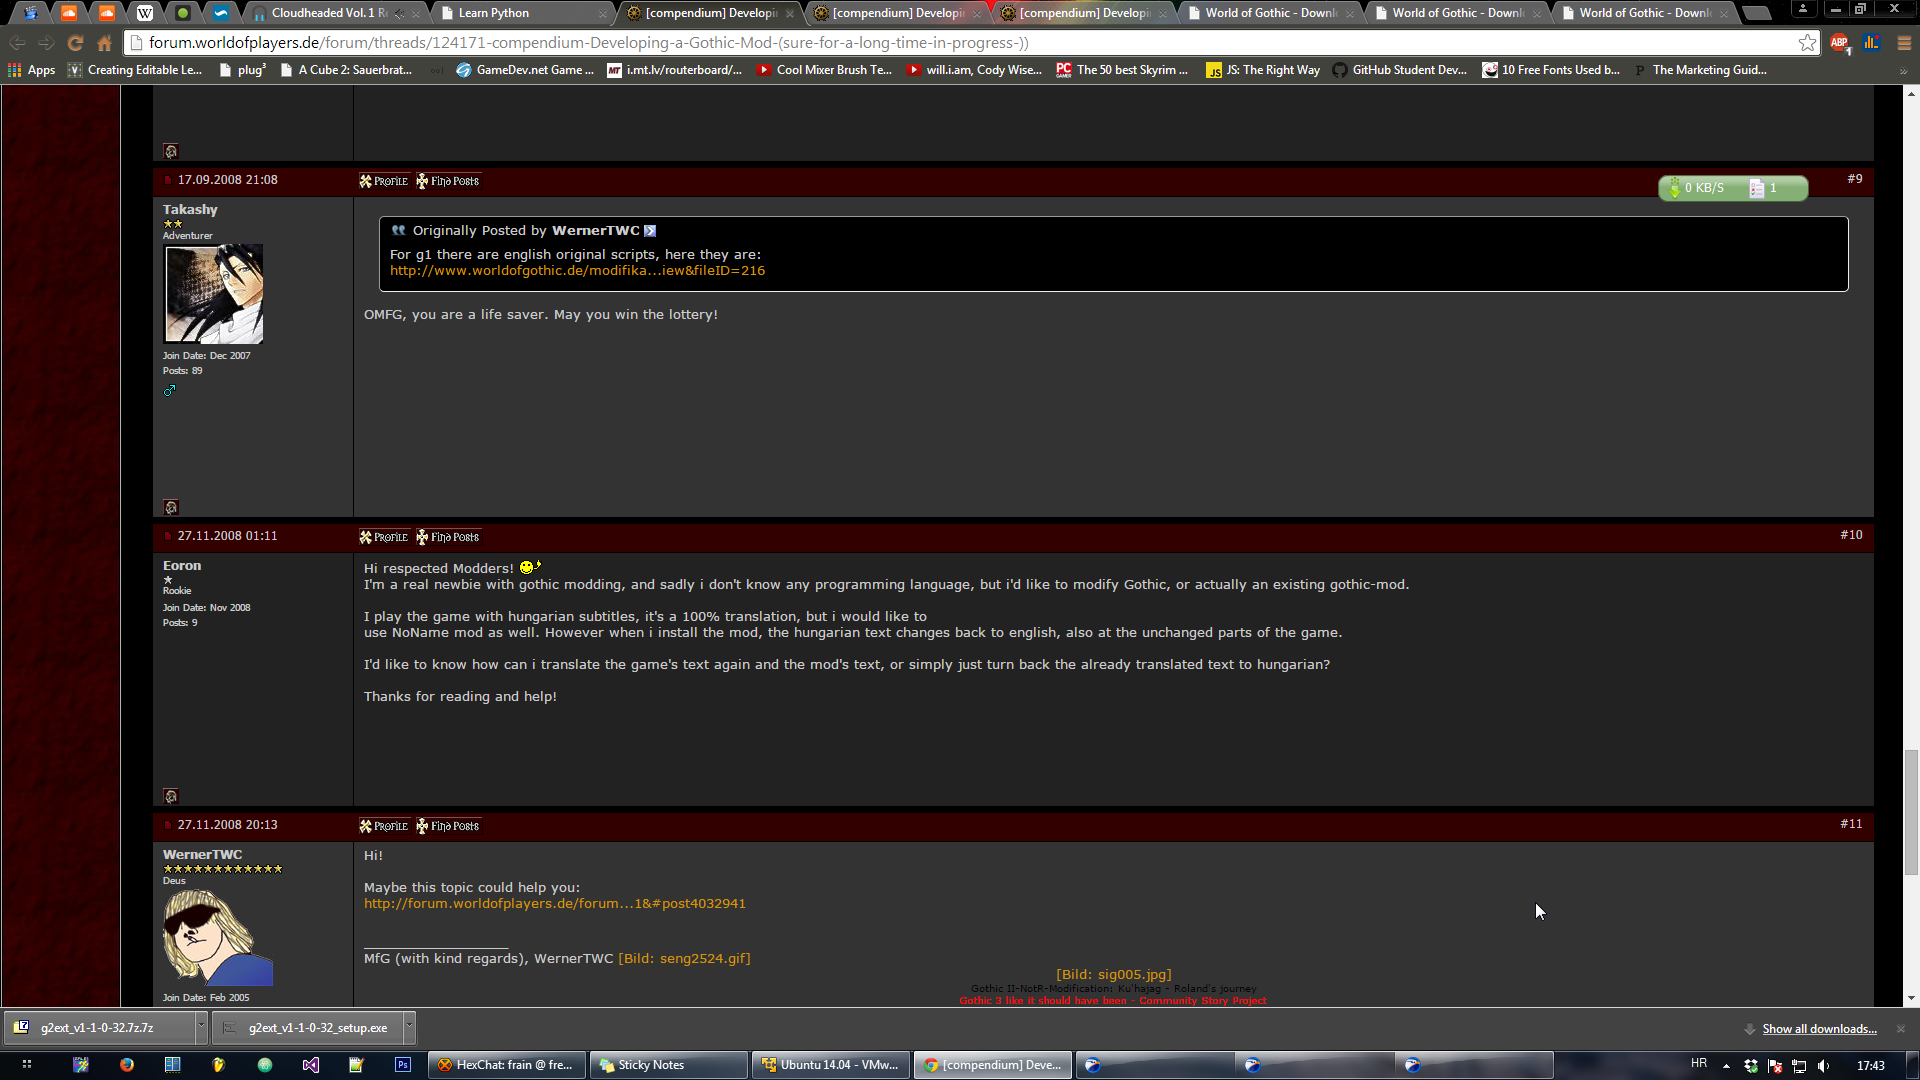 Cloudheaded Vol. 1 R
Learn Python
[compendium] Developi
[compendium] Developi
[compendium] Developi
World of Gothic - Downl
World of Gothic - Downl
World of Gothic - Downl
forum.worldofplayers.de/forum/threads/124171-compendium-Developing-a-Gothic-Mod-(sure-for-a-long-time-in-progress-))
Apps
Creating Editable Le...
plug³
A Cube 2: Sauerbrat...
GameDev.net Game ...
i.mt.lv/routerboard/...
Cool Mixer Brush Te...
will.i.am, Cody Wise...
The 50 best Skyrim ...
JS: The Right Way
GitHub Student Dev...
10 Free Fonts Used b...
The Marketing Guid...
17.09.2008 21:08
Profile
Find Posts
0 KB/S
1
#9
Takashy
Adventurer
Join Date: Dec 2007
Posts: 89
Originally Posted by WernerTWC
For g1 there are english original scripts, here they are:
http://www.worldofgothic.de/modifika...iew&fileID=216
OMFG, you are a life saver. May you win the lottery!
27.11.2008 01:11
Profile
Find Posts
#10
Eoron
Rookie
Join Date: Nov 2008
Posts: 9
Hi respected Modders!
I'm a real newbie with gothic modding, and sadly i don't know any programming language, but i'd like to modify Gothic, or actually an existing gothic-mod.
I play the game with hungarian subtitles, it's a 100% translation, but i would like to
use NoName mod as well. However when i install the mod, the hungarian text changes back to english, also at the unchanged parts of the game.
I'd like to know how can i translate the game's text again and the mod's text, or simply just turn back the already translated text to hungarian?
Thanks for reading and help!
27.11.2008 20:13
Profile
Find Posts
#11
WernerTWC
Deus
Join Date: Feb 2005
Hi!
Maybe this topic could help you:
http://forum.worldofplayers.de/forum...1&#post4032941
MfG (with kind regards), WernerTWC [Bild: seng2524.gif]
[Bild: sig005.jpg]
Gothic II-NotR-Modification: Ku'hajag - Roland's journey
Gothic 3 like it should have been - Community Story Project
g2ext_v1-1-0-32.7z.7z
g2ext_v1-1-0-32_setup.exe
Show all downloads...
HexChat: frain @ fre...
Sticky Notes
Ubuntu 14.04 - VMw...
[compendium] Deve...
HR
17:43